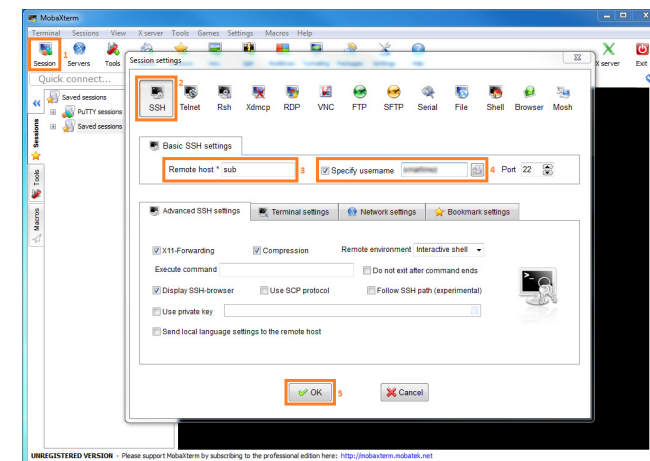 MobaXterm
Terminal Sessions View X server Tools Games Settings Macros Help
1
Session Servers Tools
X server Exit
Quick connect...
Session settings
2
SSH Telnet Rsh Xdmcp RDP VNC FTP SFTP Serial File Shell Browser Mosh
Saved sessions
PuTTY sessions
Saved sessions
Sessions
Tools
Macros
Basic SSH settings
Remote host * sub 3 Specify username 4 Port 22
Advanced SSH settings Terminal settings Network settings Bookmark settings
X11-Forwarding Compression Remote environment Interactive shell
Execute command Do not exit after command ends
Display SSH-browser Use SCP protocol Follow SSH path (experimental)
Use private key
Send local language settings to the remote host
OK 5 Cancel
UNREGISTERED VERSION - Please support MobaXterm by subscribing to the professional edition here: http://mobaxterm.mobatek.net